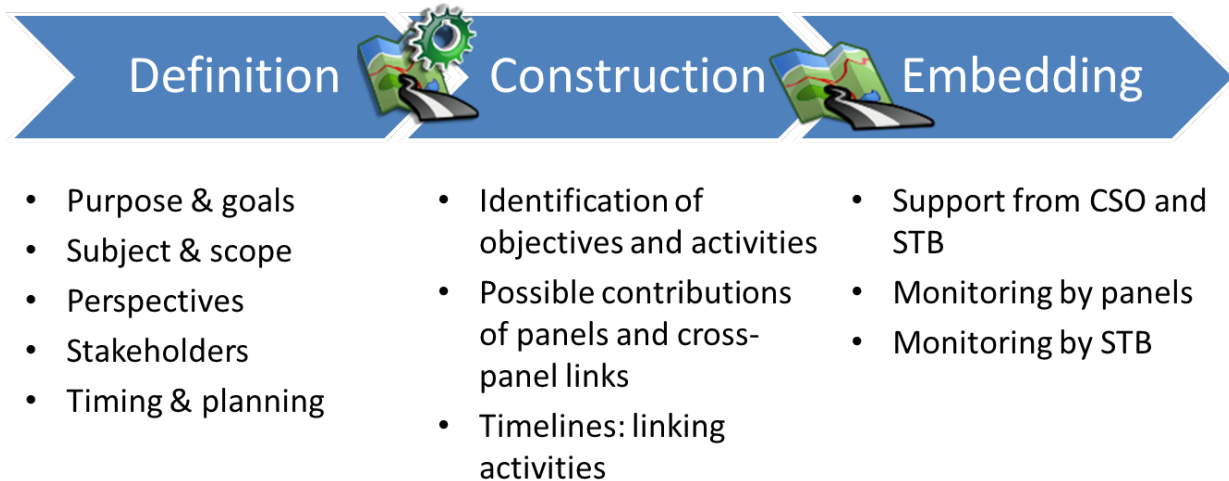 Definition
Construction
Embedding
• Purpose & goals
• Subject & scope
• Perspectives
• Stakeholders
• Timing & planning
• Identification of
objectives and activities
• Possible contributions
of panels and cross-
panel links
• Timelines: linking
activities
• Support from CSO and
STB
• Monitoring by panels
• Monitoring by STB